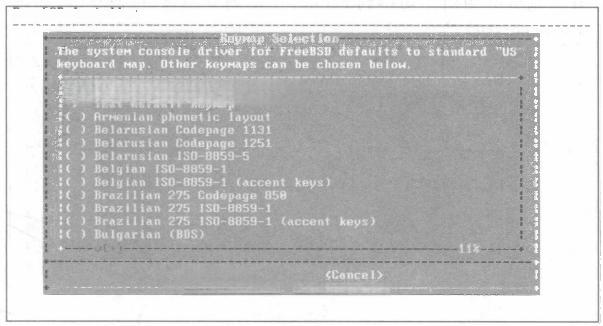 Keymap Selection
The system console driver for FreeBSD defaults to standard "US
keyboard map. Other keymaps can be chosen below.
( ) Test default keymap
( ) Armenian phonetic layout
( ) Belarusian Codepage 1131
( ) Belarusian Codepage 1251
( ) Belarusian ISO-8859-5
( ) Belgian ISO-8859-1
( ) Belgian ISO-8859-1 (accent keys)
( ) Brazilian 275 Codepage 850
( ) Brazilian 275 ISO-8859-1
( ) Brazilian 275 ISO-8859-1 (accent keys)
( ) Bulgarian (BDS)
11%
<Cancel>